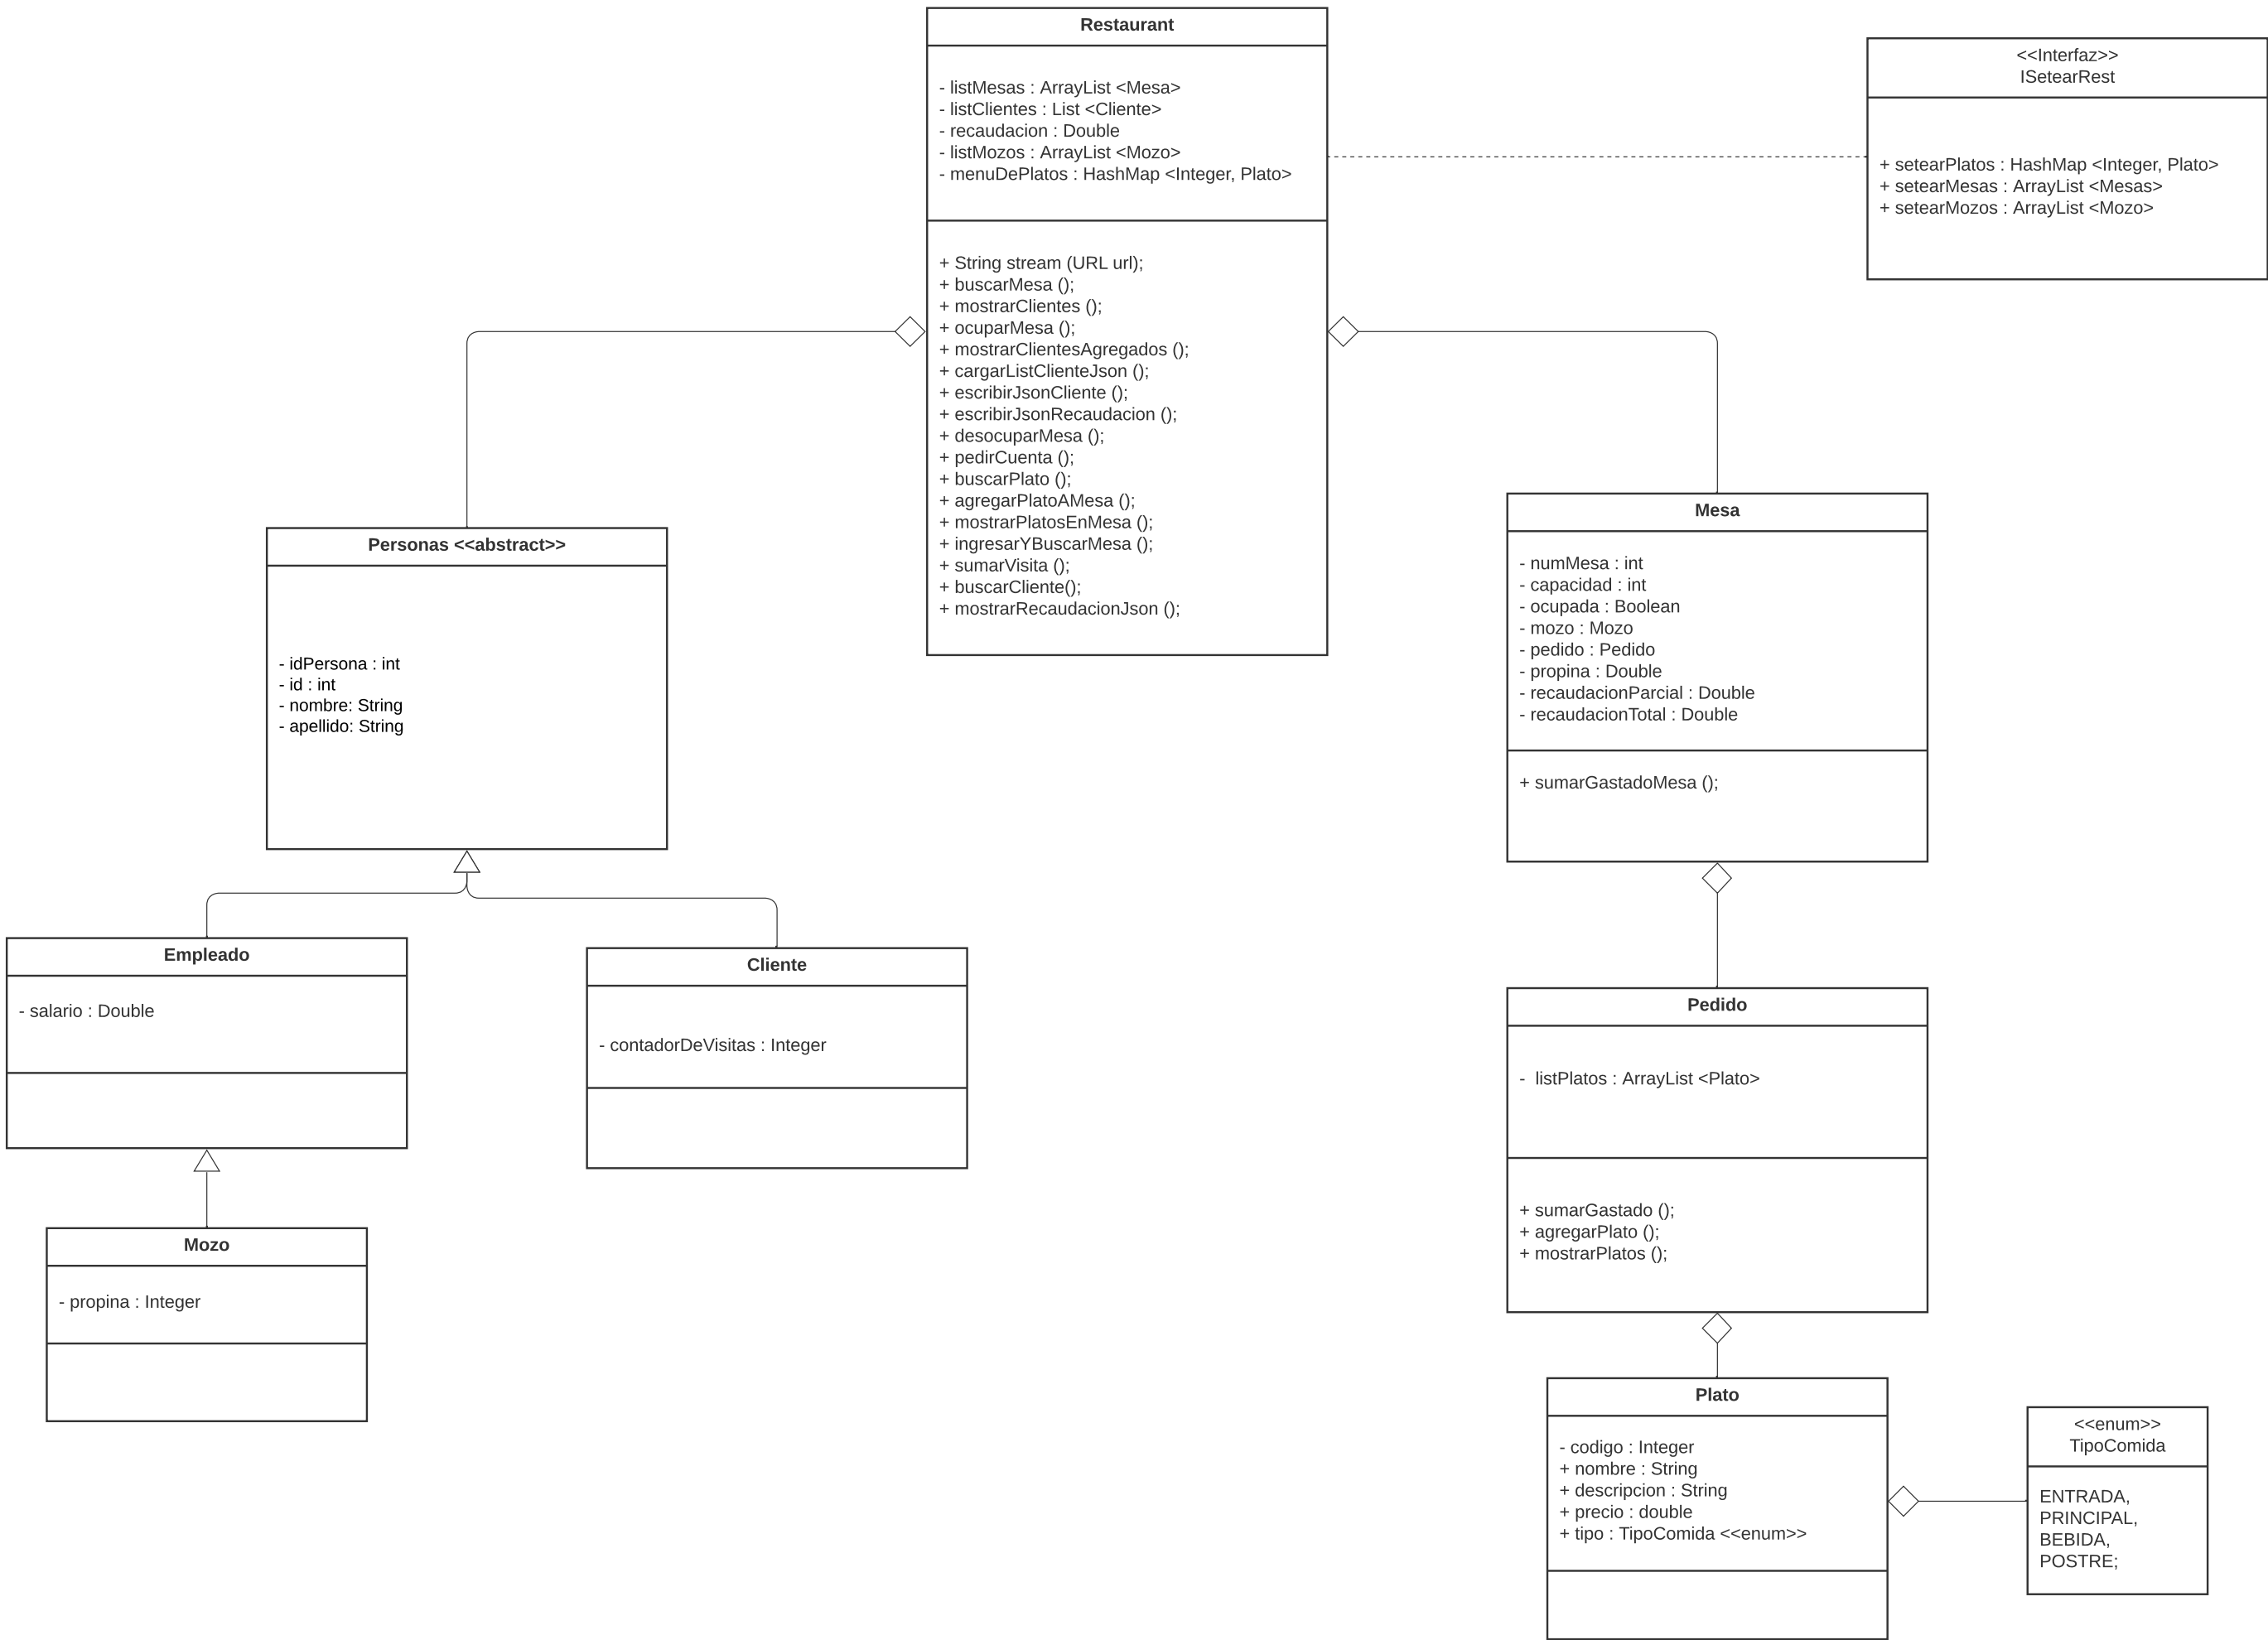 Restaurant
- listMesas : ArrayList <Mesa>
- listClientes : List <Cliente>
- recaudacion : Double
- listMozos : ArrayList <Mozo>
- menuDePlatos : HashMap <Integer, Plato>
+ String stream (URL url);
+ buscarMesa ();
+ mostrarClientes ();
+ ocuparMesa ();
+ mostrarClientesAgregados ();
+ cargarListClienteJson ();
+ escribirJsonCliente ();
+ escribirJsonRecaudacion ();
+ desocuparMesa ();
+ pedirCuenta ();
+ buscarPlato ();
+ agregarPlatoAMesa ();
+ mostrarPlatosEnMesa ();
+ ingresarYBuscarMesa ();
+ sumarVisita ();
+ buscarCliente();
+ mostrarRecaudacionJson ();
<<Interfaz>>
ISetearRest
+ setearPlatos : HashMap <Integer, Plato>
+ setearMesas : ArrayList <Mesas>
+ setearMozos : ArrayList <Mozo>
Personas <<abstract>>
- idPersona : int
- id : int
- nombre: String
- apellido: String
Mesa
- numMesa : int
- capacidad : int
- ocupada : Boolean
- mozo : Mozo
- pedido : Pedido
- propina : Double
- recaudacionParcial : Double
- recaudacionTotal : Double
+ sumarGastadoMesa ();
Empleado
- salario : Double
Cliente
- contadorDeVisitas : Integer
Mozo
- propina : Integer
Pedido
-  listPlatos : ArrayList <Plato>
+ sumarGastado ();
+ agregarPlato ();
+ mostrarPlatos ();
Plato
- codigo : Integer
+ nombre : String
+ descripcion : String
+ precio : double
+ tipo : TipoComida <<enum>>
<<enum>>
TipoComida
ENTRADA,
PRINCIPAL,
BEBIDA,
POSTRE;